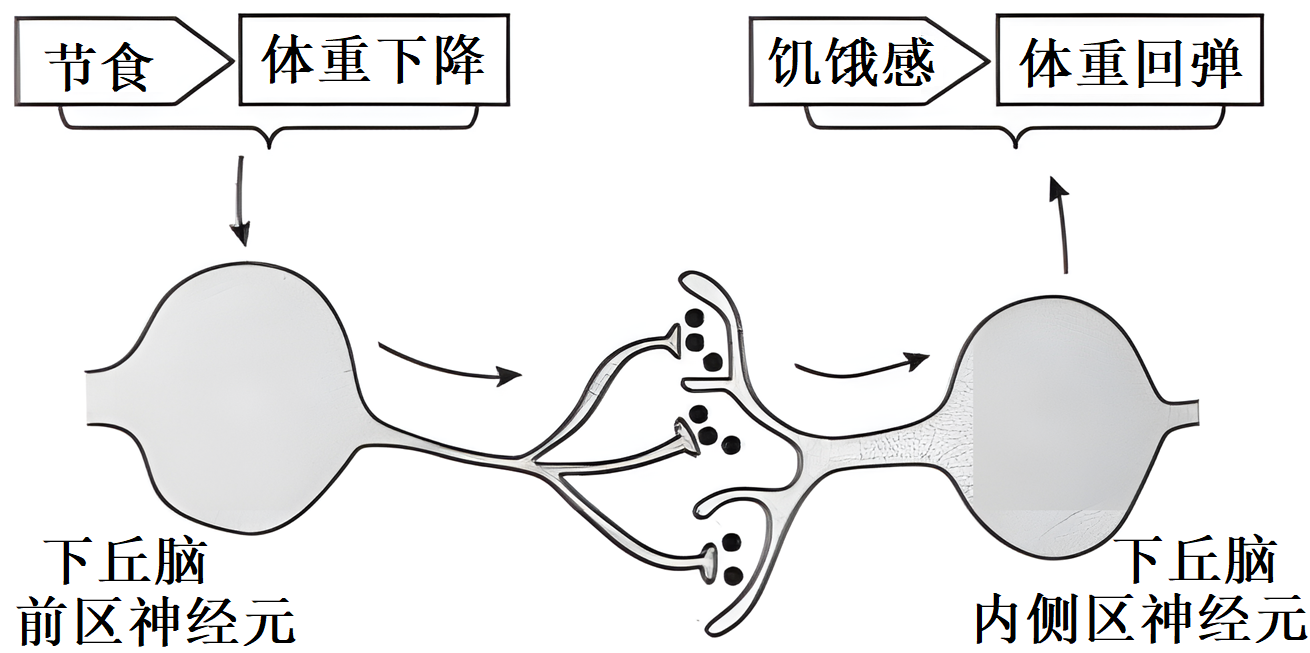 节食
体重下降
饥饿感
体重回弹
下丘脑
前区神经元
下丘脑
内侧区神经元